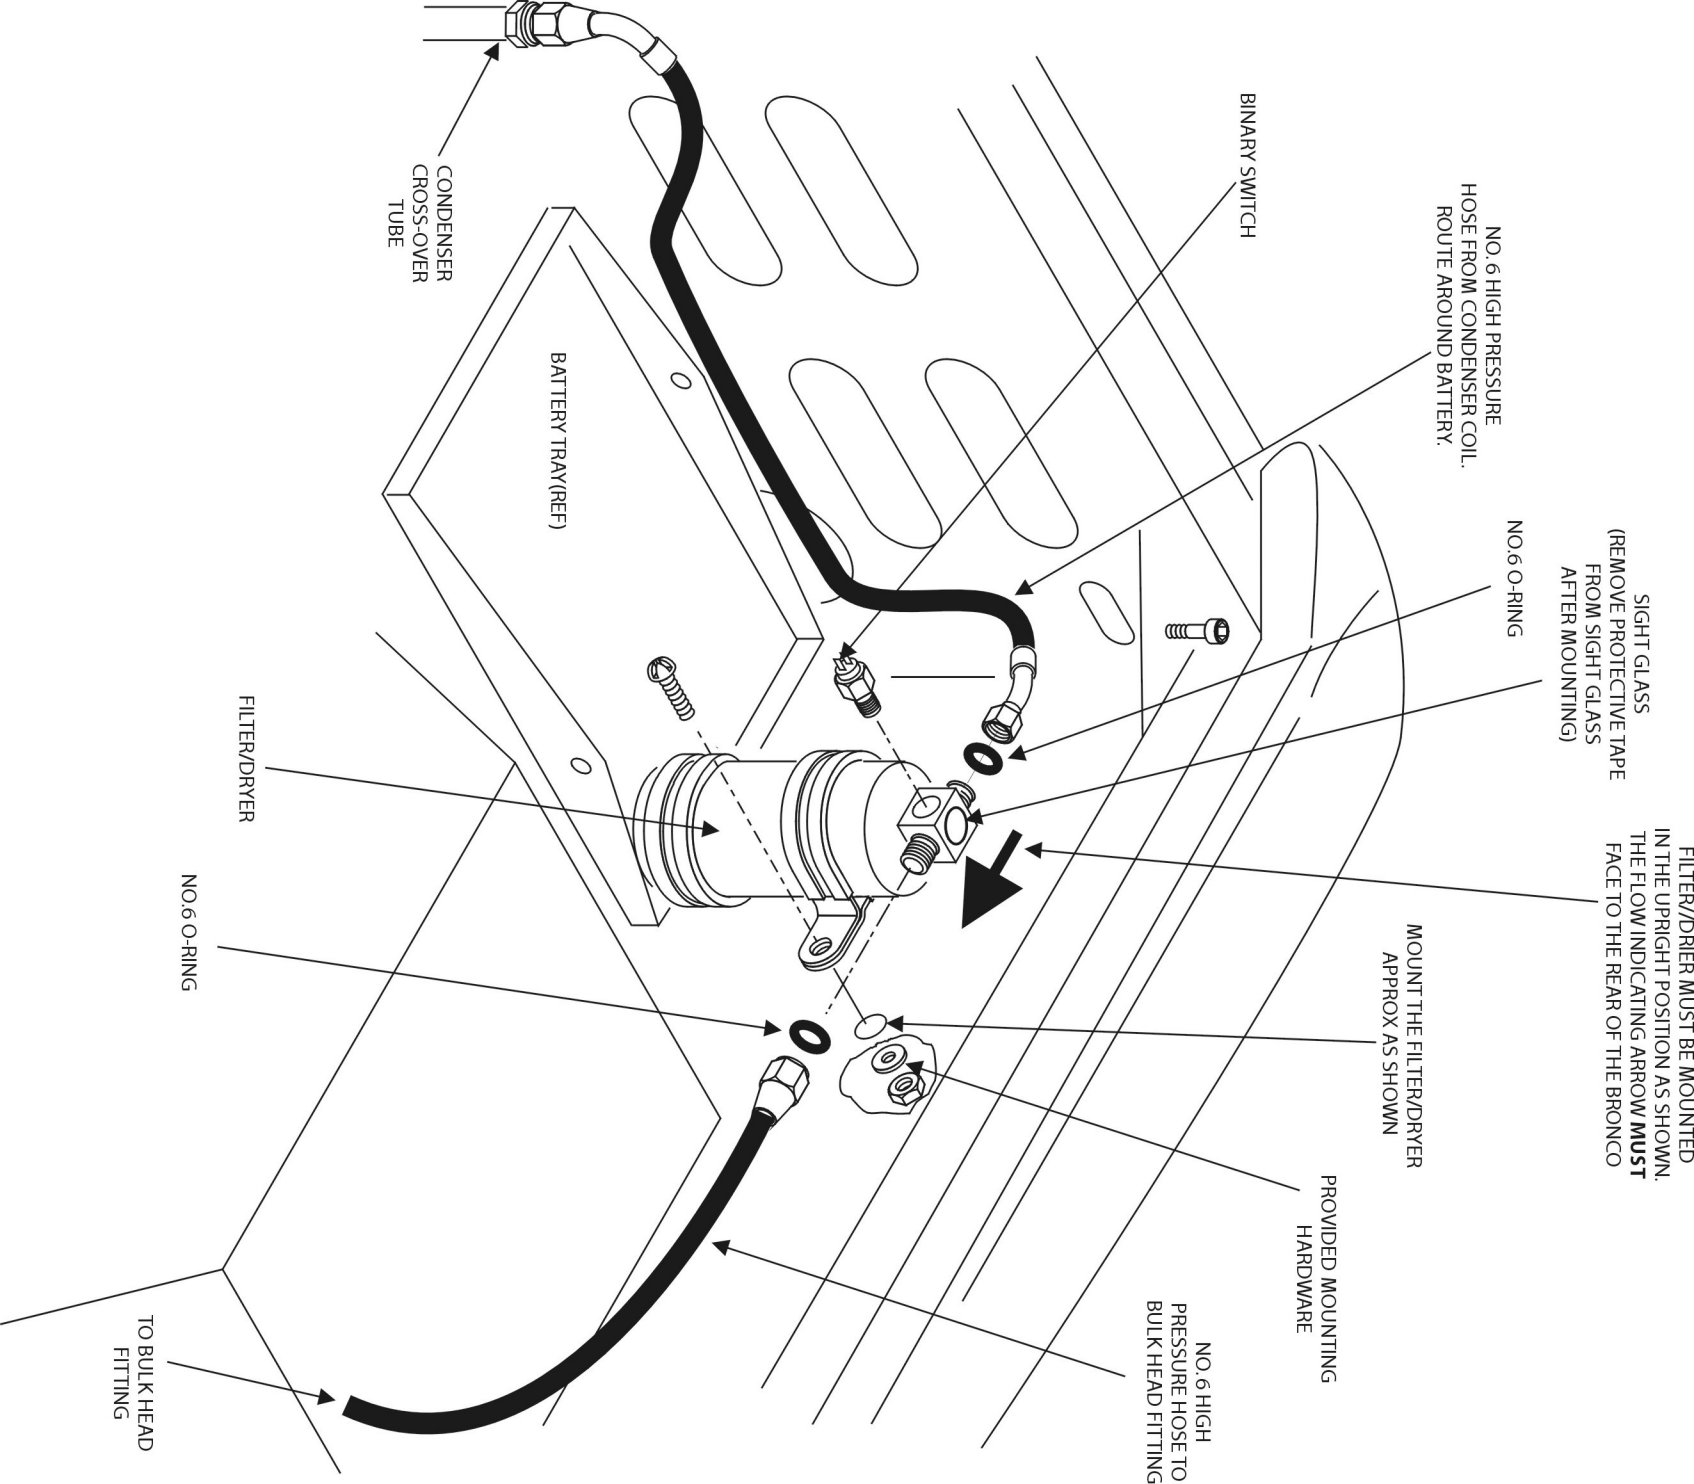 FILTER//DRIER MUST BE MOUNTED
IN THE UPRIGHT POSITION AS SHOWN.
THE FLOW INDICATING ARROW MUST
FACE TO THE REAR OF THE BRONCO
SIGHT GLASS
(REMOVE PROTECTIVE TAPE
FROM SIGHT GLASS
AFTER MOUNTING)
NO.6 O-RING
NO. 6 HIGH PRESSURE
HOSE FROM CONDENSER COIL.
ROUTE AROUND BATTERY.
BINARY SWITCH
MOUNT THE FILTER/DRYER
APPROX AS SHOWN
PROVIDED MOUNTING
HARDWARE
NO.6 HIGH
PRESSURE HOSE TO
BULK HEAD FITTING
BATTERY TRAY(REF)
CONDENSER
CROSS-OVER
TUBE
FILTER/DRYER
NO.6 O-RING
TO BULK HEAD
FITTING